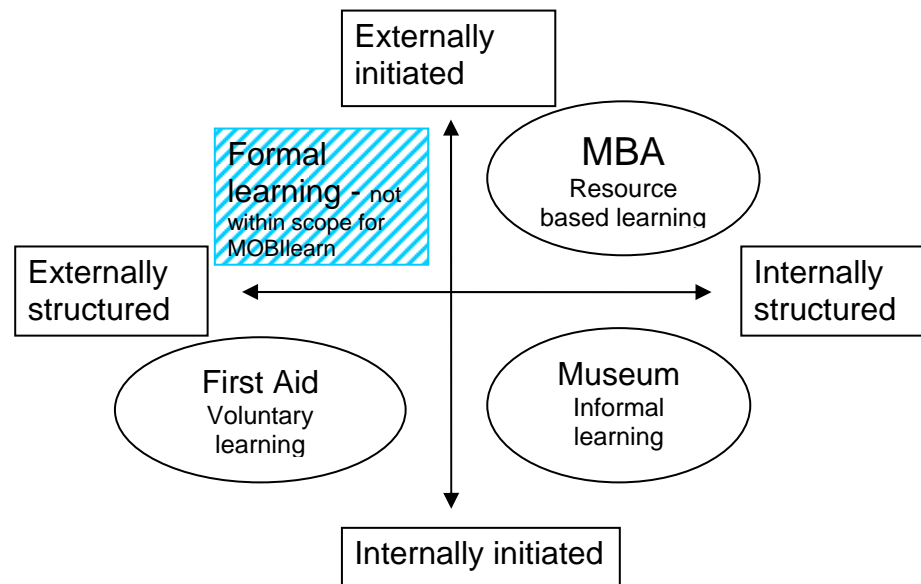 Externally
initiated
Formal
learning - not
within scope for
MOBIlearn
MBA
Resource
based learning
Externally
structured
Internally
structured
First Aid
Voluntary
learning
Museum
Informal
learning
Internally initiated